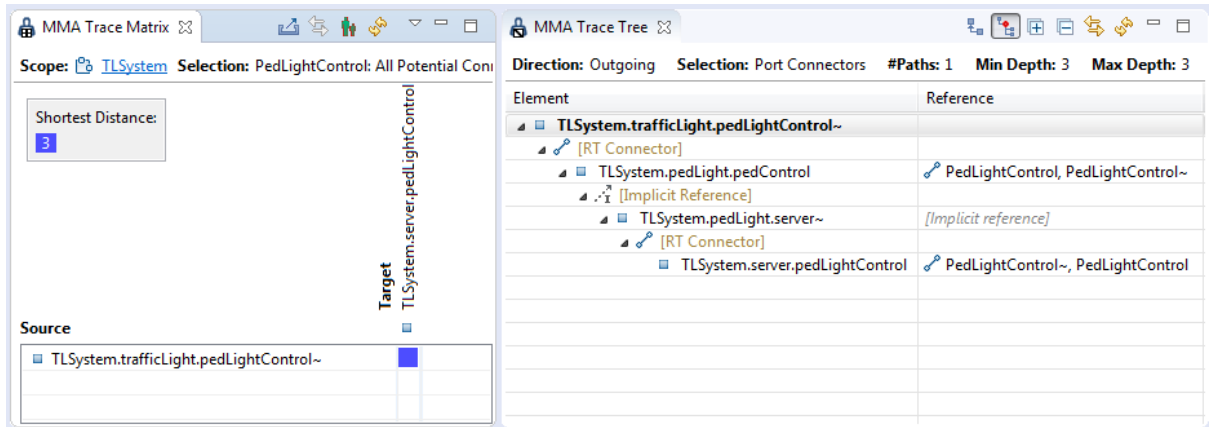 MMA Trace Matrix
Scope: TLSystem Selection: PedLightControl: All Potential Conn
Shortest Distance:
3
Target
TLSystem.server.pedLightControl
Source
TLSystem.trafficLight.pedLightControl~
MMA Trace Tree
Direction: Outgoing Selection: Port Connectors #Paths: 1 Min Depth: 3 Max Depth: 3
Element Reference
TLSystem.trafficLight.pedLightControl~
[RT Connector]
TLSystem.pedLight.pedControl PedLightControl, PedLightControl~
[Implicit Reference]
TLSystem.pedLight.server~ [Implicit reference]
[RT Connector]
TLSystem.server.pedLightControl PedLightControl~, PedLightControl